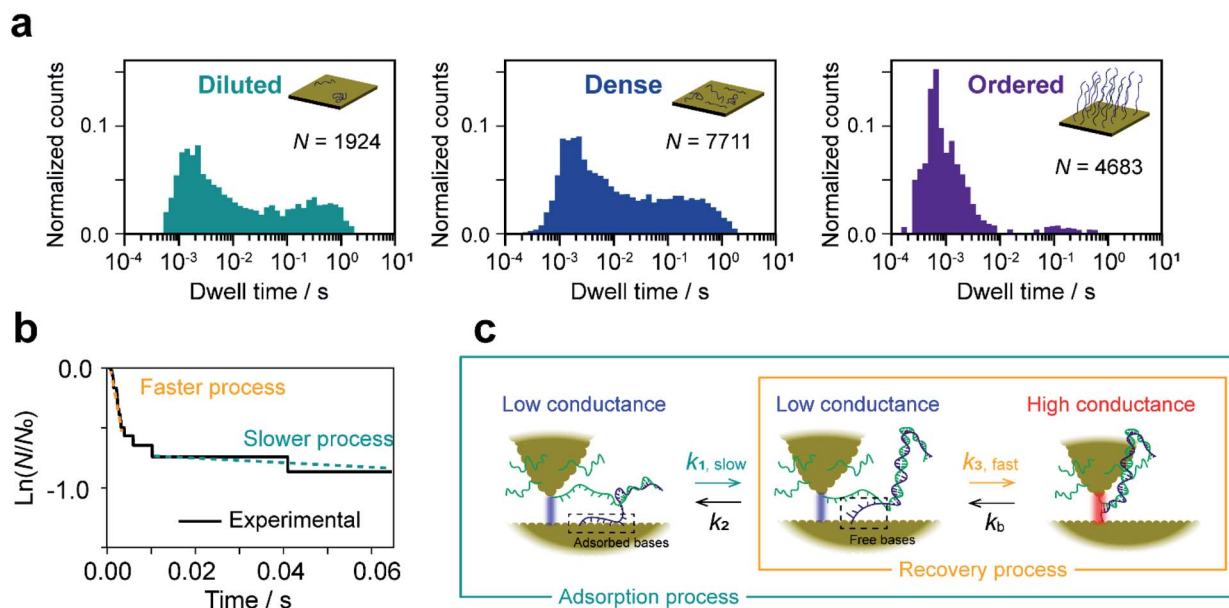 a
Diluted
N = 1924
Normalized counts
0.1
0.0
10-4 10-3 10-2 10-1 100 101
Dwell time / s
Dense
N = 7711
Normalized counts
0.1
0.0
10-4 10-3 10-2 10-1 100 101
Dwell time / s
Ordered
N = 4683
Normalized counts
0.1
0.0
10-4 10-3 10-2 10-1 100 101
Dwell time / s
b
Ln(N/N0)
0.0
-1.0
Faster process
Slower process
Experimental
0.00 0.02 0.04 0.06
Time / s
c
Low conductance
Low conductance
High conductance
k1, slow
k2
k3, fast
kb
Adsorbed bases
Free bases
Recovery process
Adsorption process